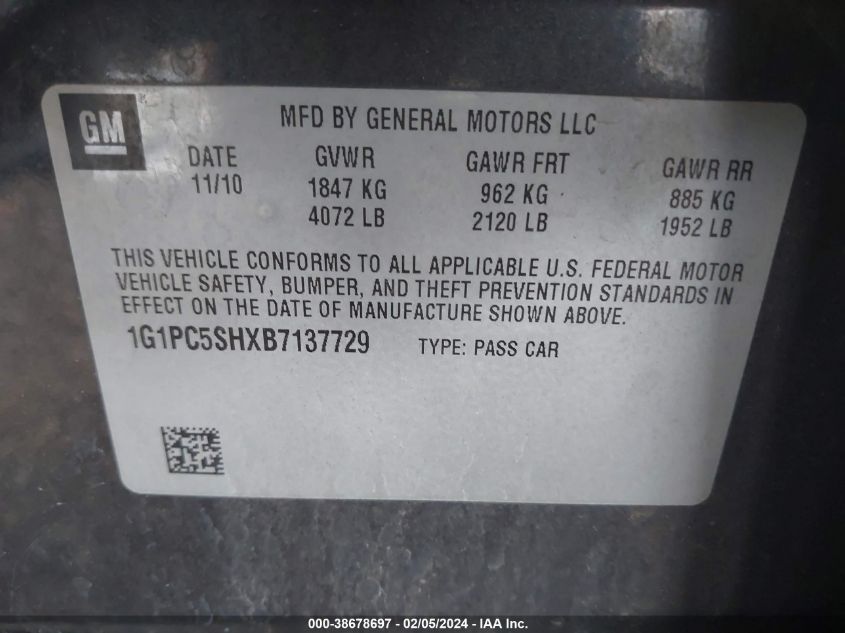 GM
MFD BY GENERAL MOTORS LLC
DATE GVWR GAWR FRT GAWR RR
11/10 1847 KG 962 KG 885 KG
4072 LB 2120 LB 1952 LB
THIS VEHICLE CONFORMS TO ALL APPLICABLE U.S. FEDERAL MOTOR
VEHICLE SAFETY, BUMPER, AND THEFT PREVENTION STANDARDS IN
EFFECT ON THE DATE OF MANUFACTURE SHOWN ABOVE.
1G1PC5SHXB7137729 TYPE: PASS CAR
000-38678697 - 02/05/2024 - IAA Inc.